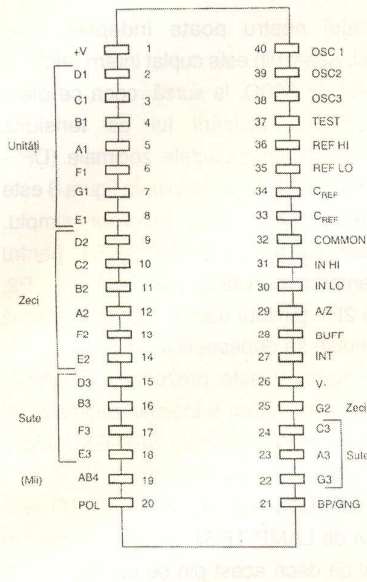 +V 1 40 OSC 1
D1 2 39 OSC2
C1 3 38 OSC3
B1 4 37 TEST
Unități A1 5 36 REF HI
F1 6 35 REF LO
G1 7 34 CREF
E1 8 33 CREF
D2 9 32 COMMON
C2 10 31 IN HI
Zeci B2 11 30 IN LO
A2 12 29 A/Z
F2 13 28 BUFF
E2 14 27 INT
D3 15 26 V-
Sute B3 16 25 G2 Zeci
F3 17 24 C3
E3 18 23 A3 Sute
(Mii) AB4 19 22 G3
POL 20 21 BP/GNG